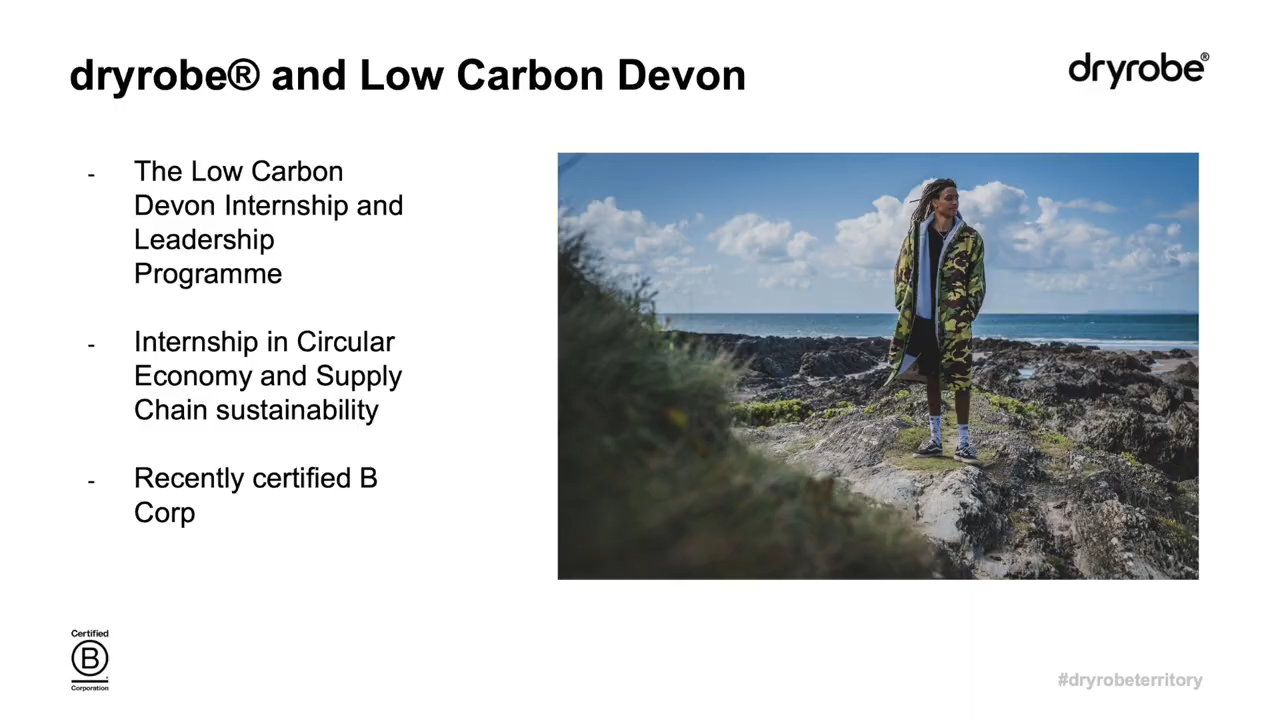 dryrobe® and Low Carbon Devon
dryrobe®
- The Low Carbon
Devon Internship and
Leadership
Programme
- Internship in Circular
Economy and Supply
Chain sustainability
- Recently certified B
Corp
Certified
B
Corporation
#dryrobeterritory